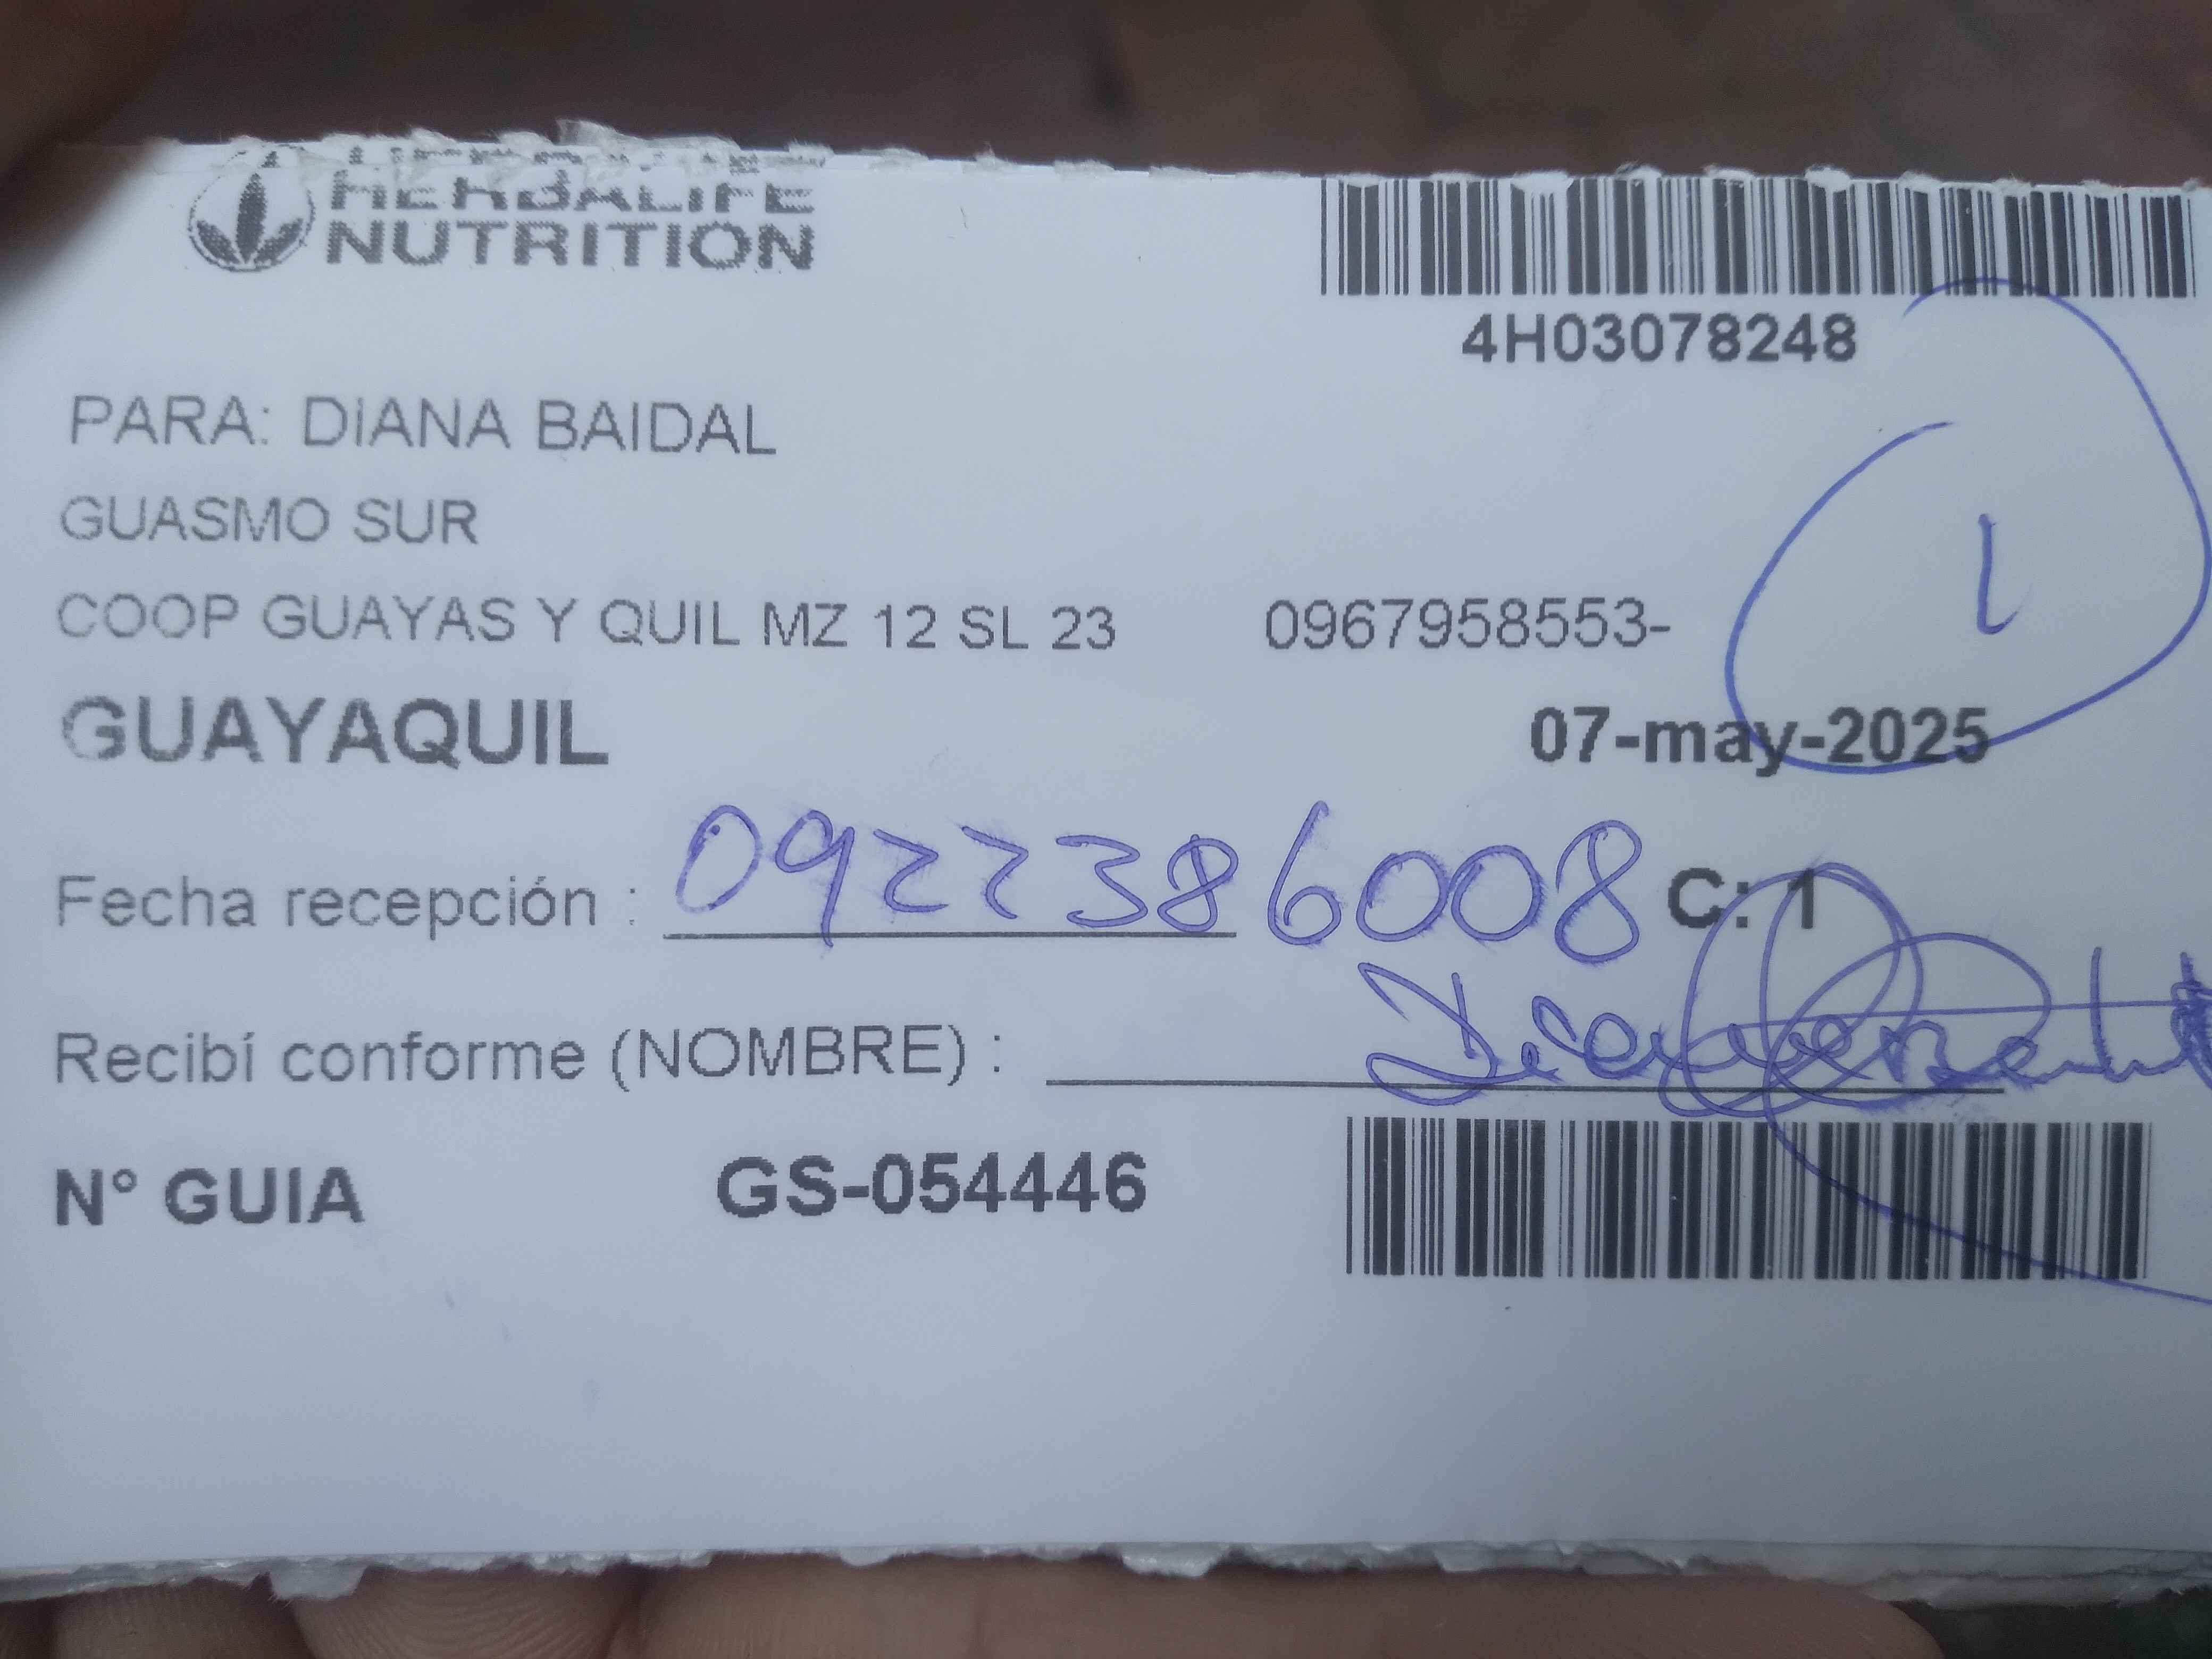 HERBALIFE
NUTRITION
4H03078248
PARA: DiANA BAIDAL
GUASMO SUR
COOP GUAYAS Y QUIL MZ 12 SL 23 0967958553-
1
GUAYAQUIL 07-may-2025
Fecha recepción : 0922386008 C: 1
Recibí conforme (NOMBRE) :
N° GUIA GS-054446